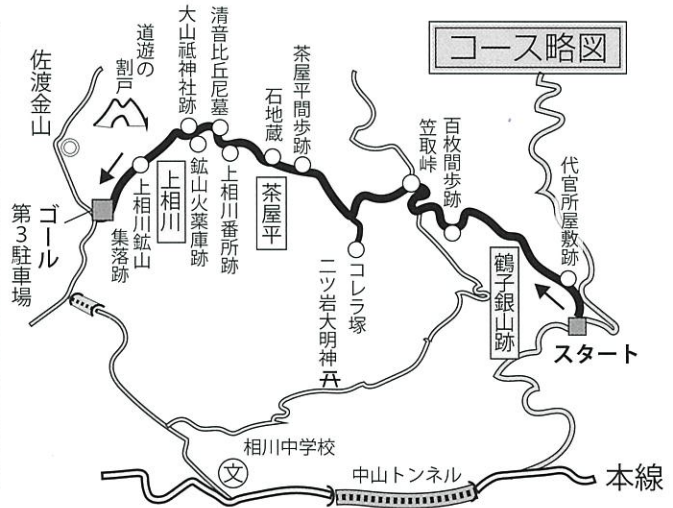 コース略図
佐渡金山
道遊の
割戸
大山祗神社跡
清音比丘尼墓
茶屋平間歩跡
石地蔵
笠取峠
百枚間歩跡
代官所屋敷跡
ゴール
第3駐車場
上相川鉱山
集落跡
上相川
鉱山火薬庫跡
上相川番所跡
茶屋平
コレラ塚
二ツ岩大明神
鶴子銀山跡
スタート
相川中学校
文
中山トンネル
本線